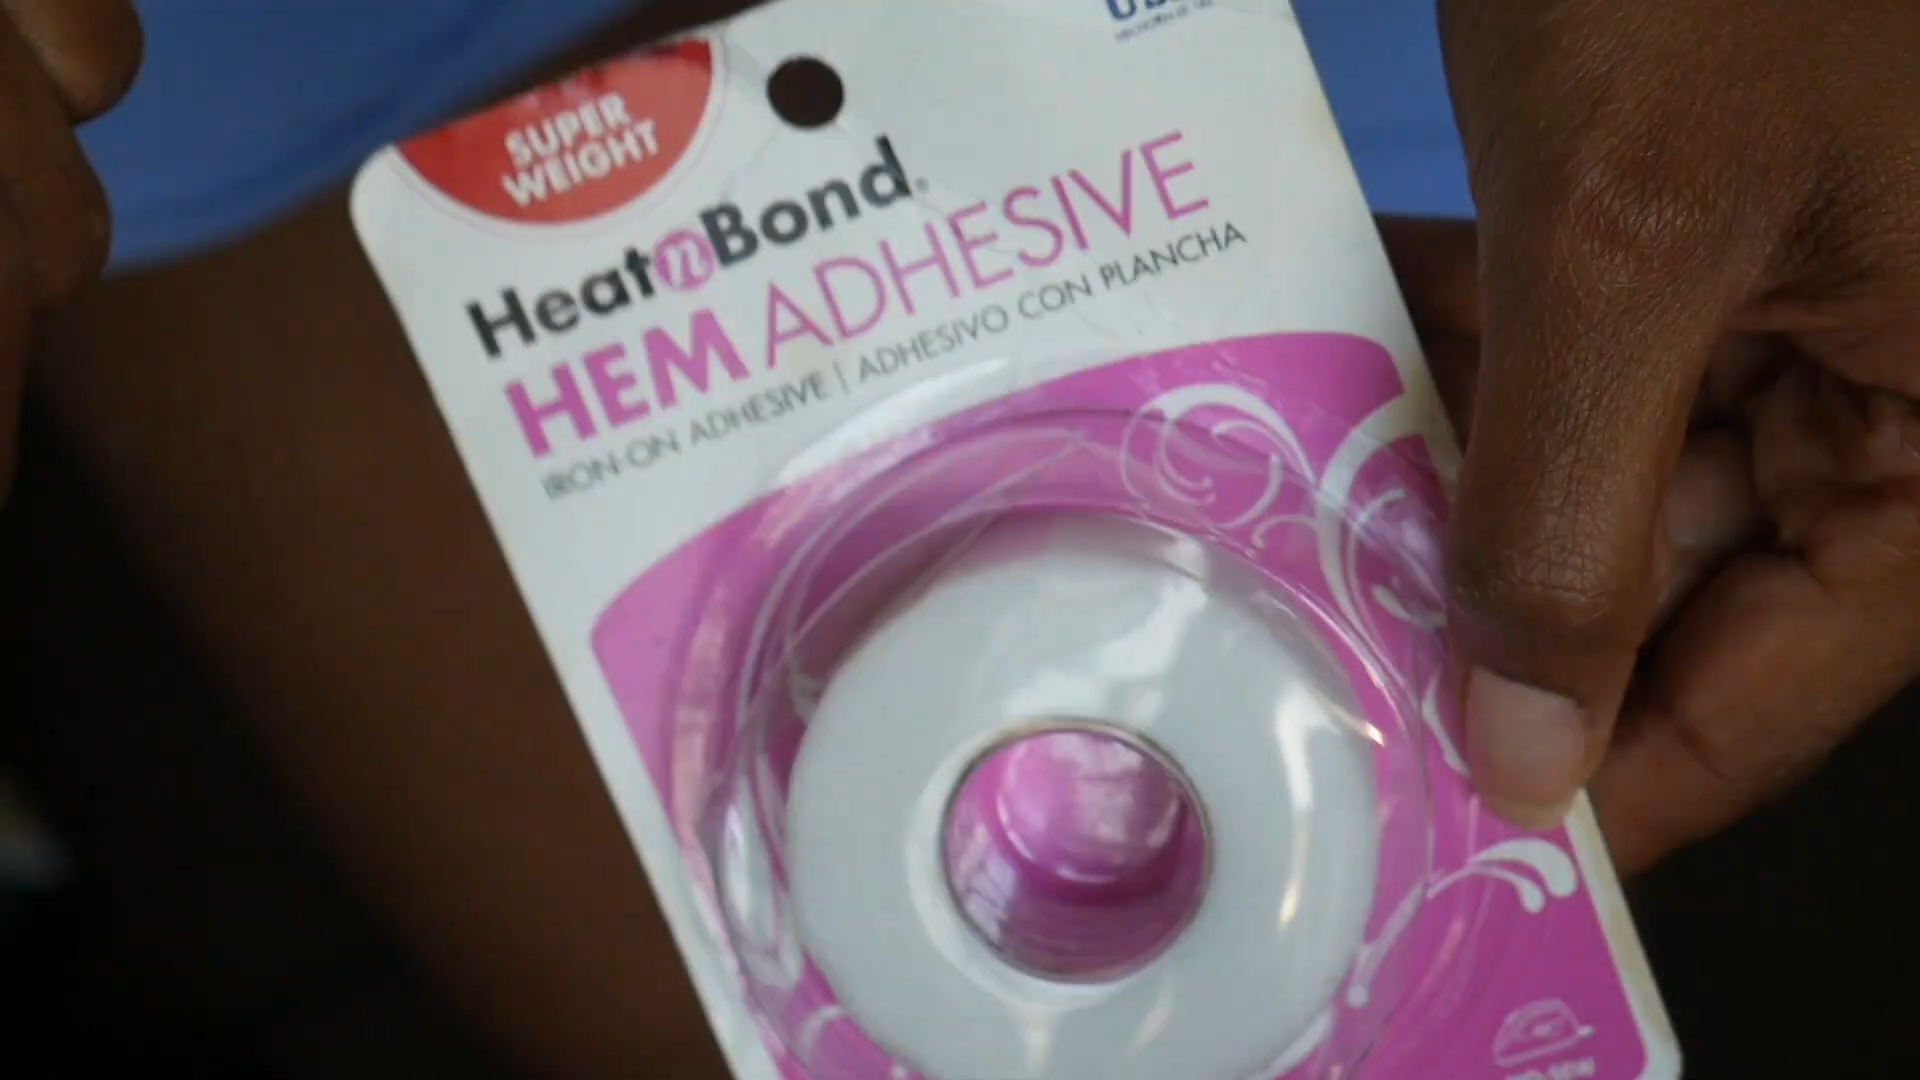 SUPER
WEIGHT
HeatnBond
HEM ADHESIVE
IRON-ON ADHESIVE | ADHESIVO CON PLANCHA